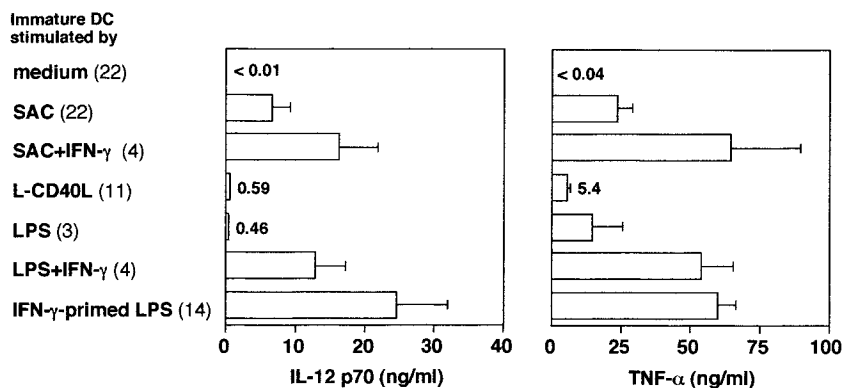 Immature DC
stimulated by
medium (22)
SAC (22)
SAC+IFN-γ (4)
L-CD40L (11)
LPS (3)
LPS+IFN-γ (4)
IFN-γ-primed LPS (14)
< 0.01
0.59
0.46
0 10 20 30 40
IL-12 p70 (ng/ml)
< 0.04
5.4
0 25 50 75 100
TNF-α (ng/ml)